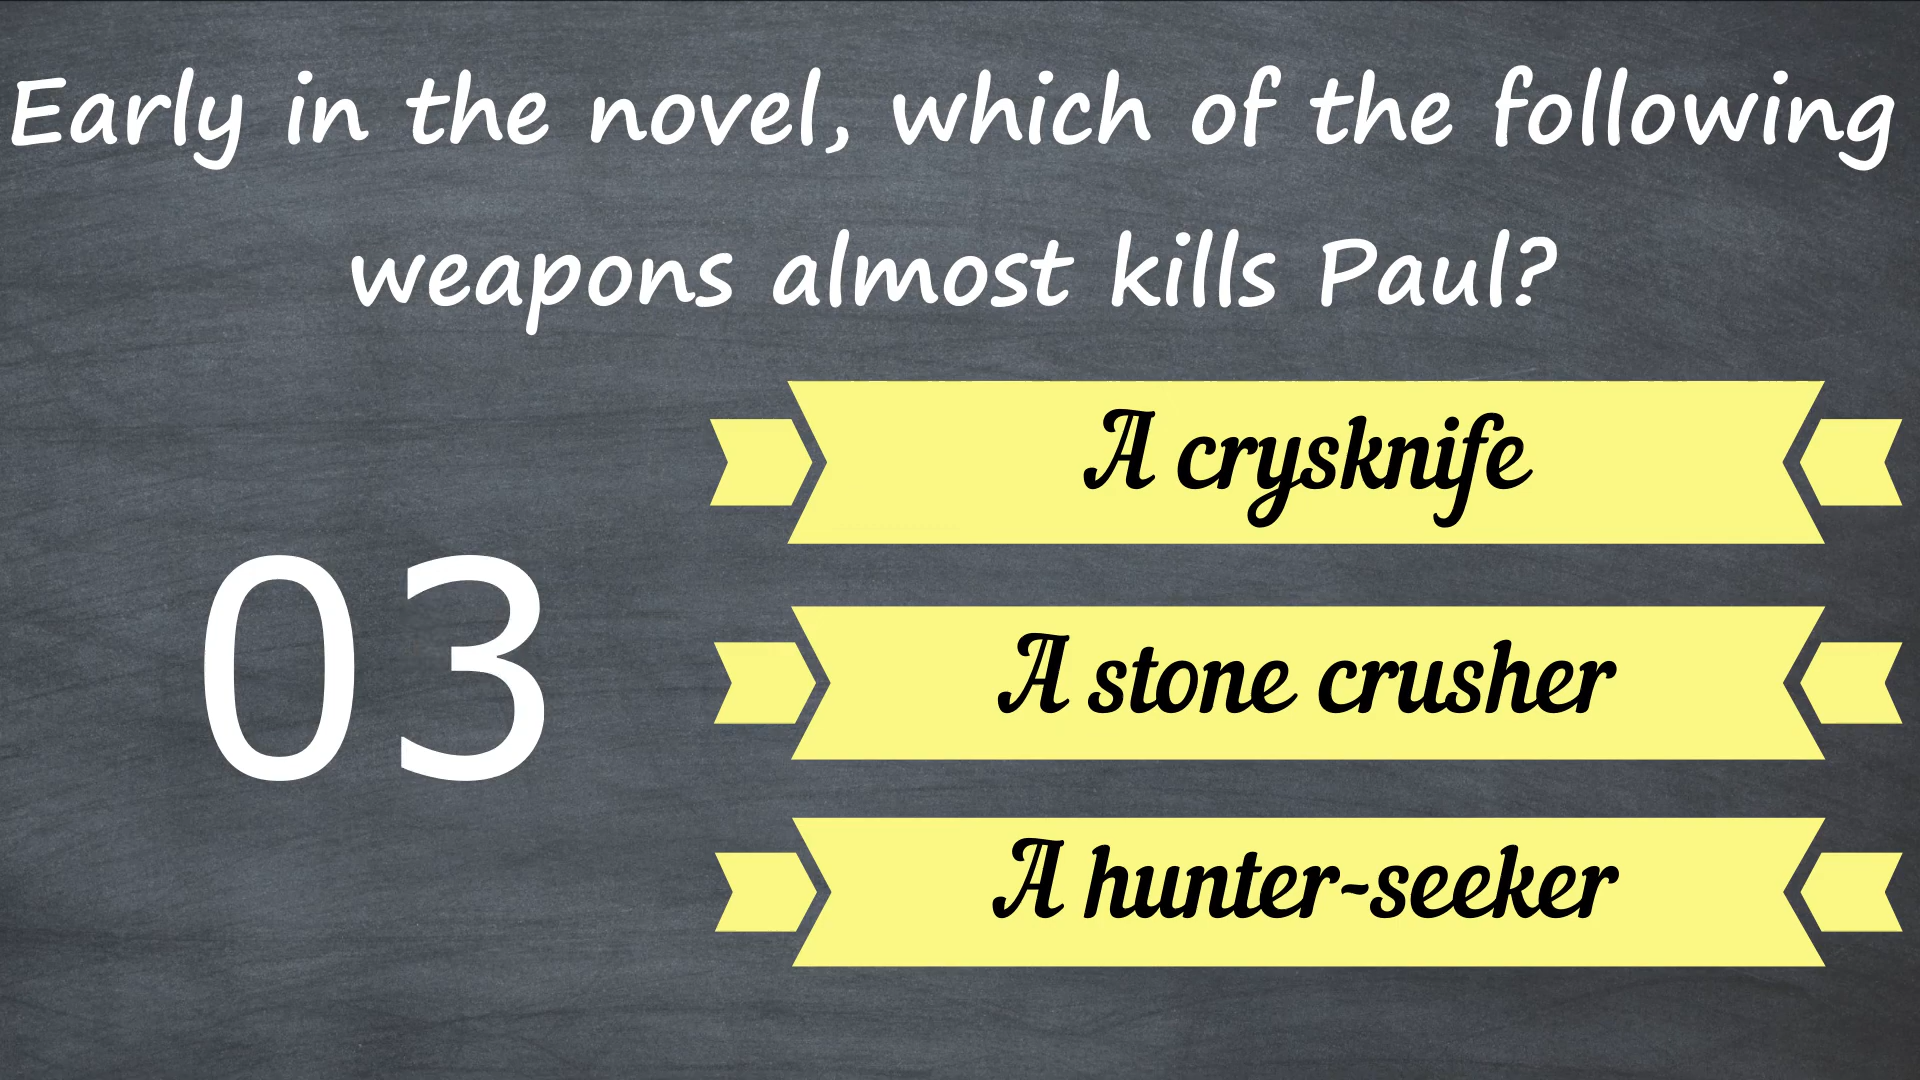 Early in the novel, which of the following
weapons almost kills Paul?
A crysknife
03
A stone crusher
A hunter-seeker